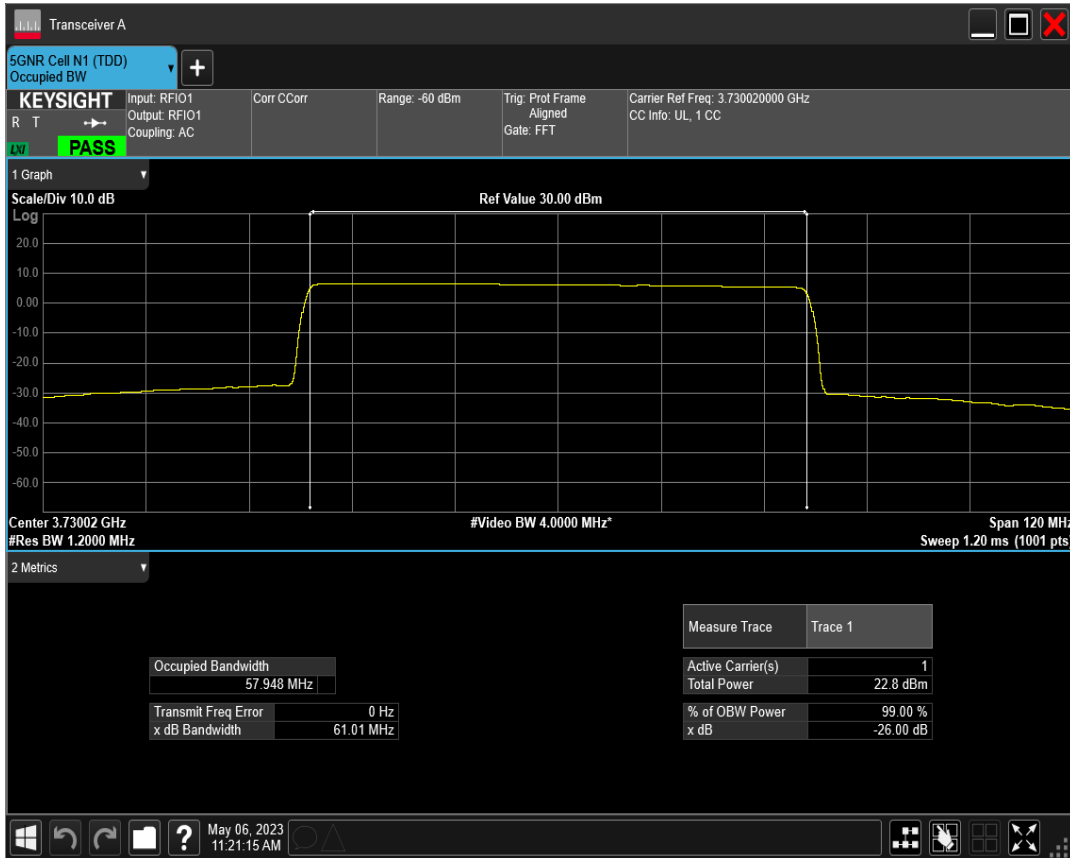 Transceiver A
5GNR Cell N1 (TDD)
Occupied BW
+
KEYSIGHT
R T
LXI
PASS
Input: RFIO1
Output: RFIO1
Coupling: AC
Corr CCorr
Range: -60 dBm
Trig: Prot Frame
Aligned
Gate: FFT
Carrier Ref Freq: 3.730020000 GHz
CC Info: UL, 1 CC
1 Graph
Scale/Div 10.0 dB
Ref Value 30.00 dBm
Log
20.0
10.0
0.00
-10.0
-20.0
-30.0
-40.0
-50.0
-60.0
Center 3.73002 GHz
#Video BW 4.0000 MHz*
Span 120 MHz
#Res BW 1.2000 MHz
Sweep 1.20 ms (1001 pts)
2 Metrics
Measure Trace Trace 1
Occupied Bandwidth
57.948 MHz
Active Carrier(s) 1
Total Power 22.8 dBm
Transmit Freq Error 0 Hz
x dB Bandwidth 61.01 MHz
% of OBW Power 99.00 %
x dB -26.00 dB
?
May 06, 2023
11:21:15 AM